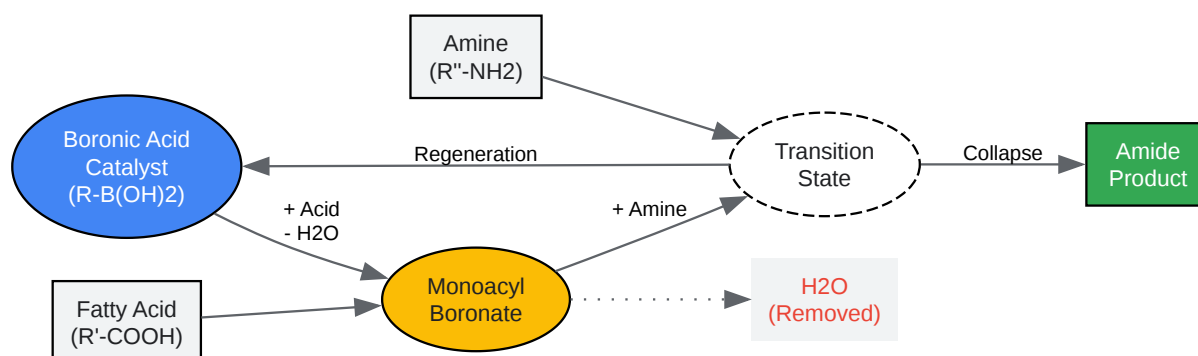 Amine
(R"-NH2)
Boronic Acid
Catalyst
(R-B(OH)2)
Regeneration
Transition
State
Collapse
Amide
Product
+ Acid
- H2O
+ Amine
Fatty Acid
(R'-COOH)
Monoacyl
Boronate
H2O
(Removed)